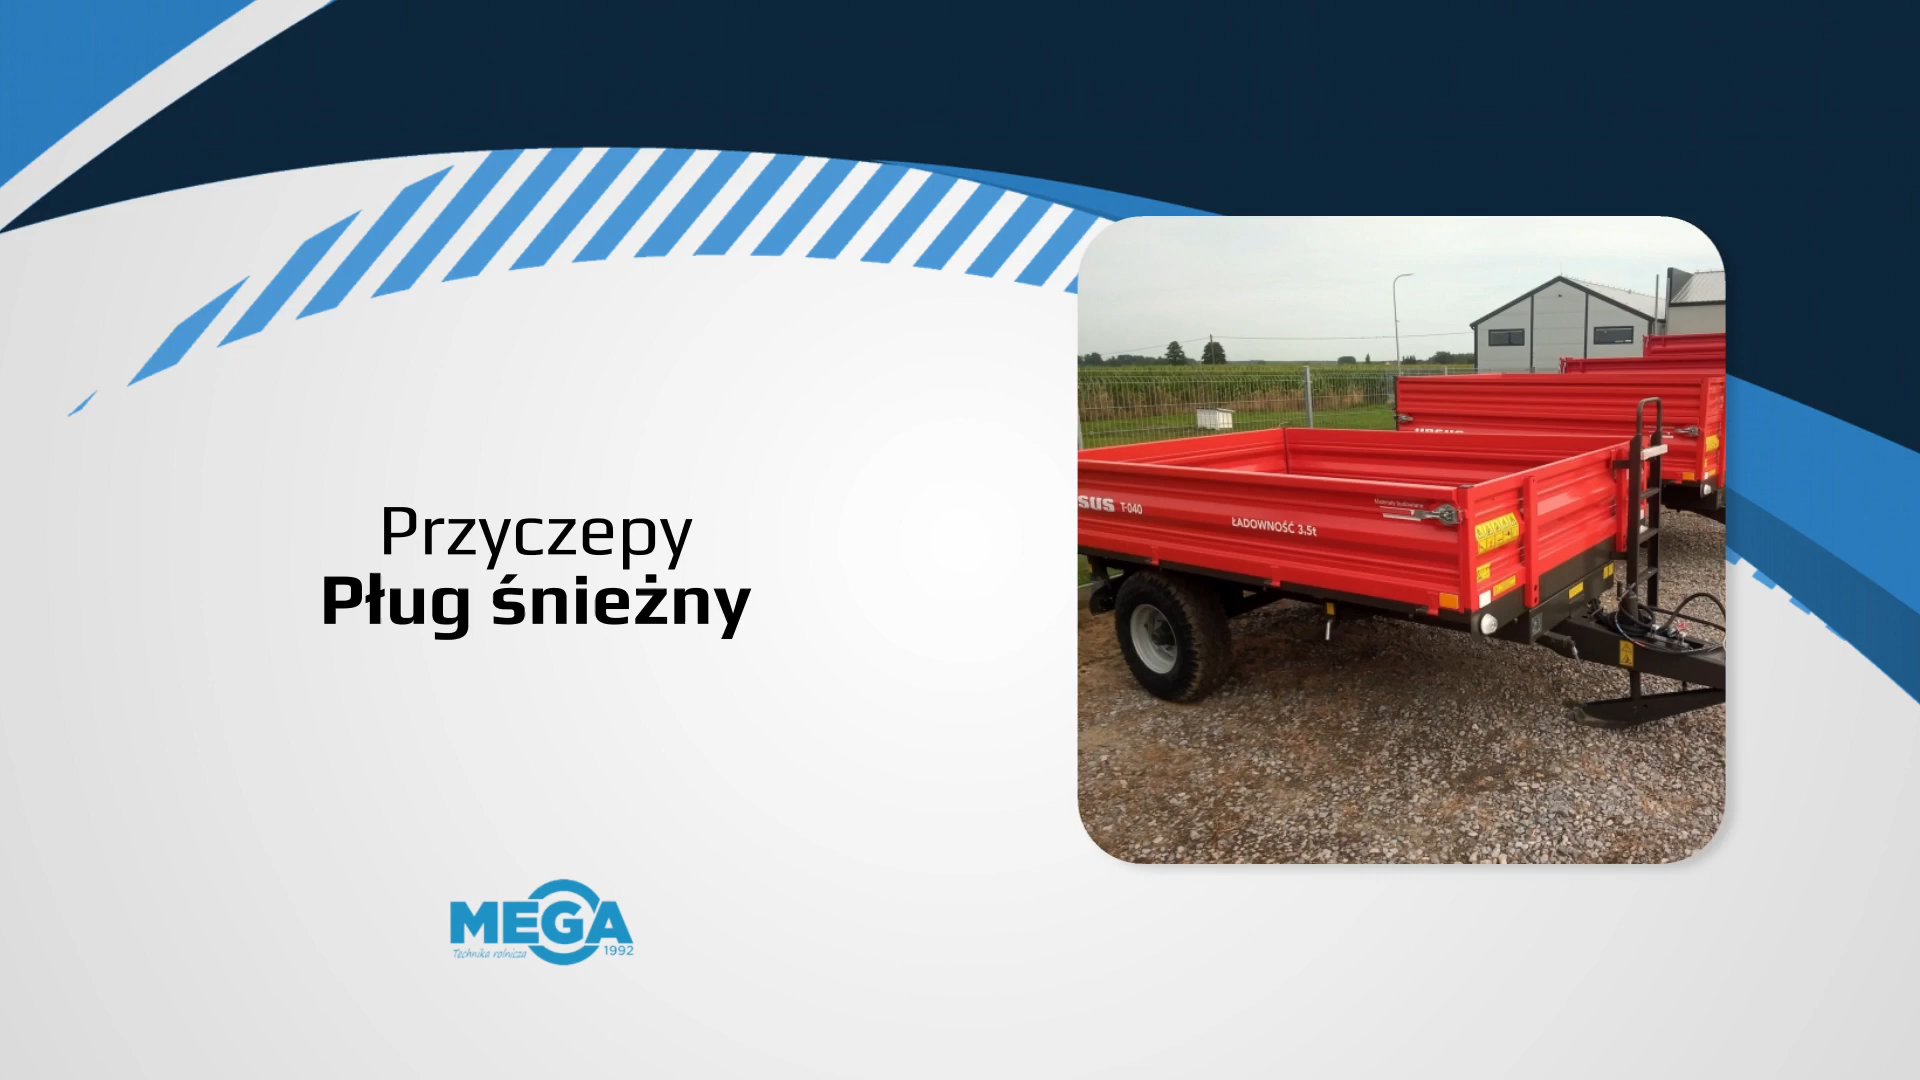 Przyczepy
Pług śnieżny
SUS T-040
ŁADOWNOŚĆ 3,5t
MEGA
Technika rolnicza 1992